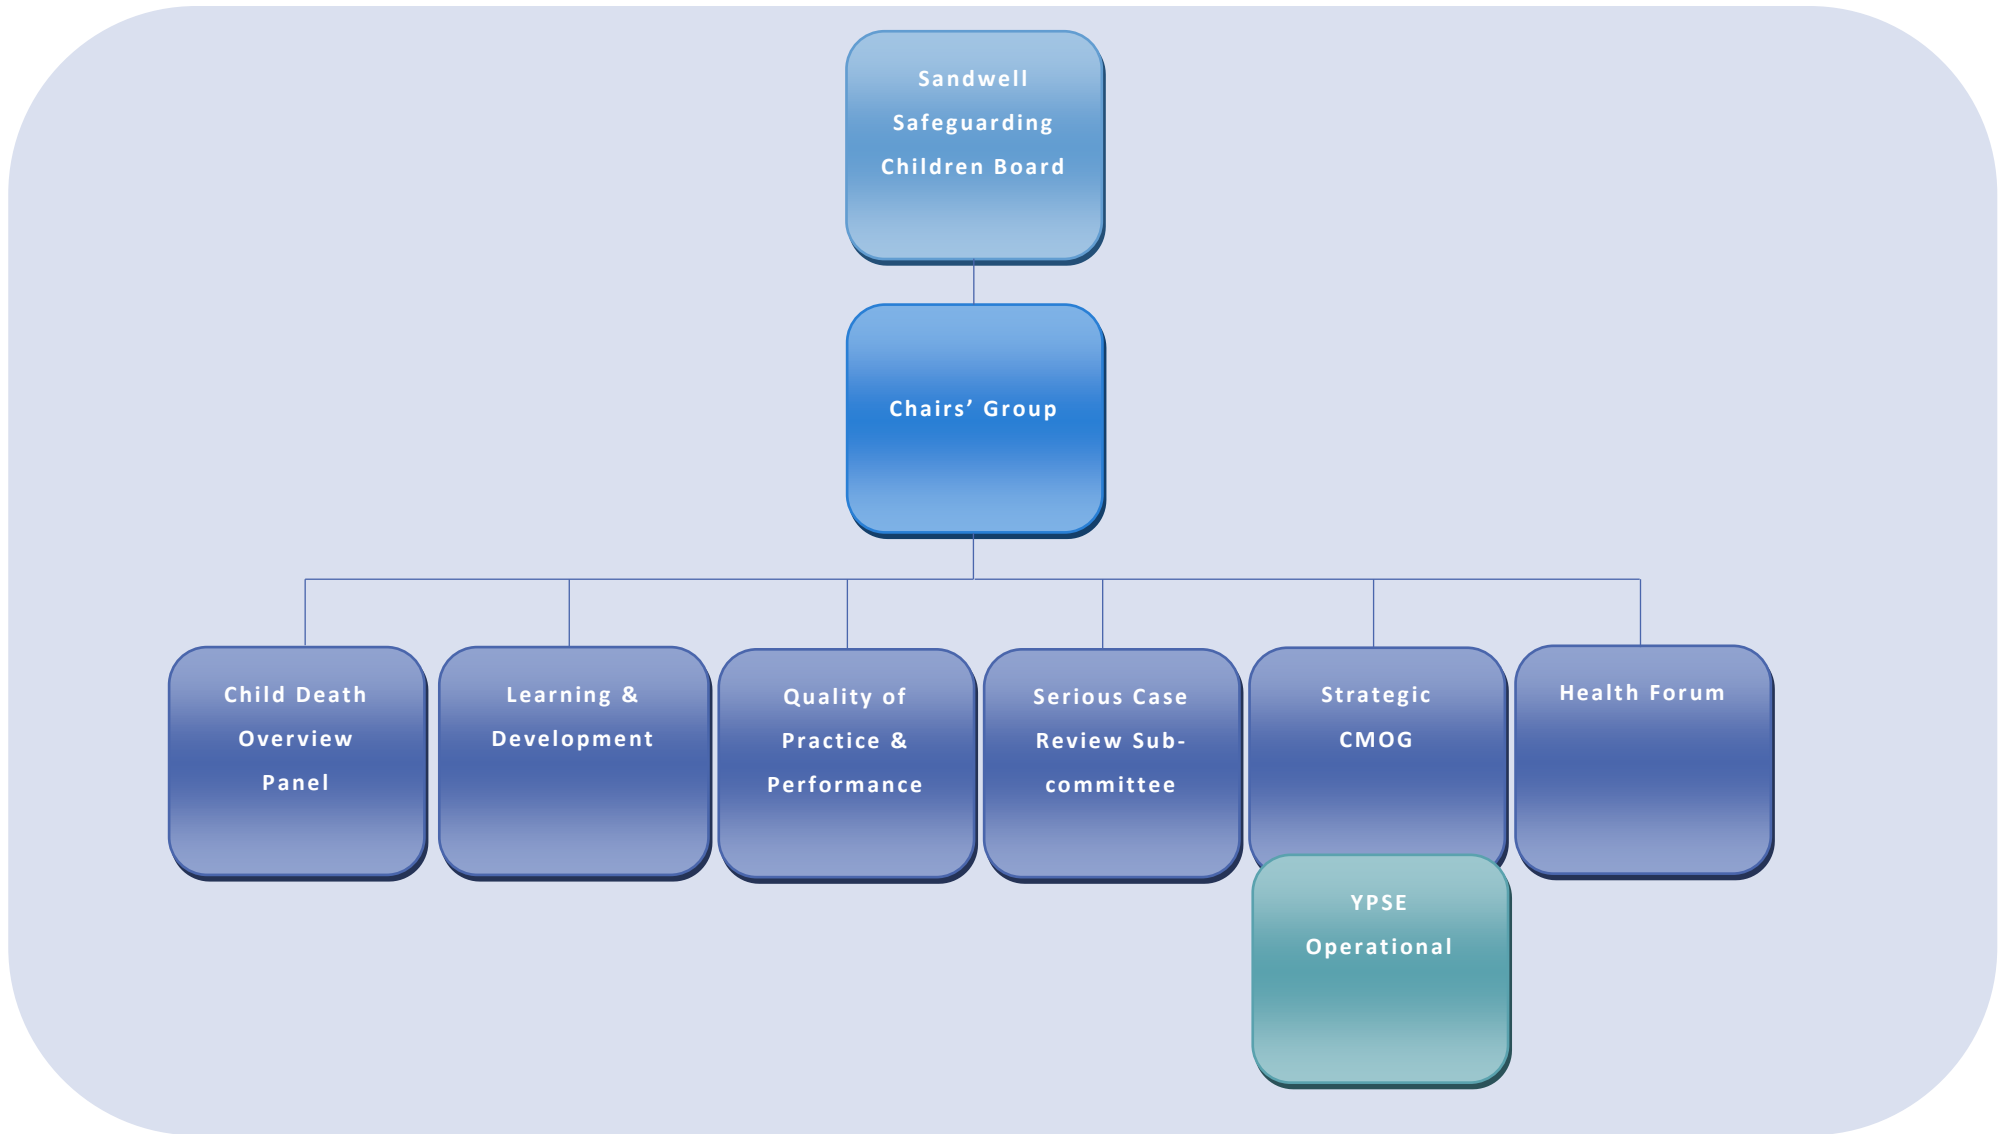 Sandwell
Safeguarding
Children Board
Chairs’ Group
Child Death
Overview
Panel
Learning &
Development
Quality of
Practice &
Performance
Serious Case
Review Sub-
committee
Strategic
CMOG
Health Forum
YPSE
Operational